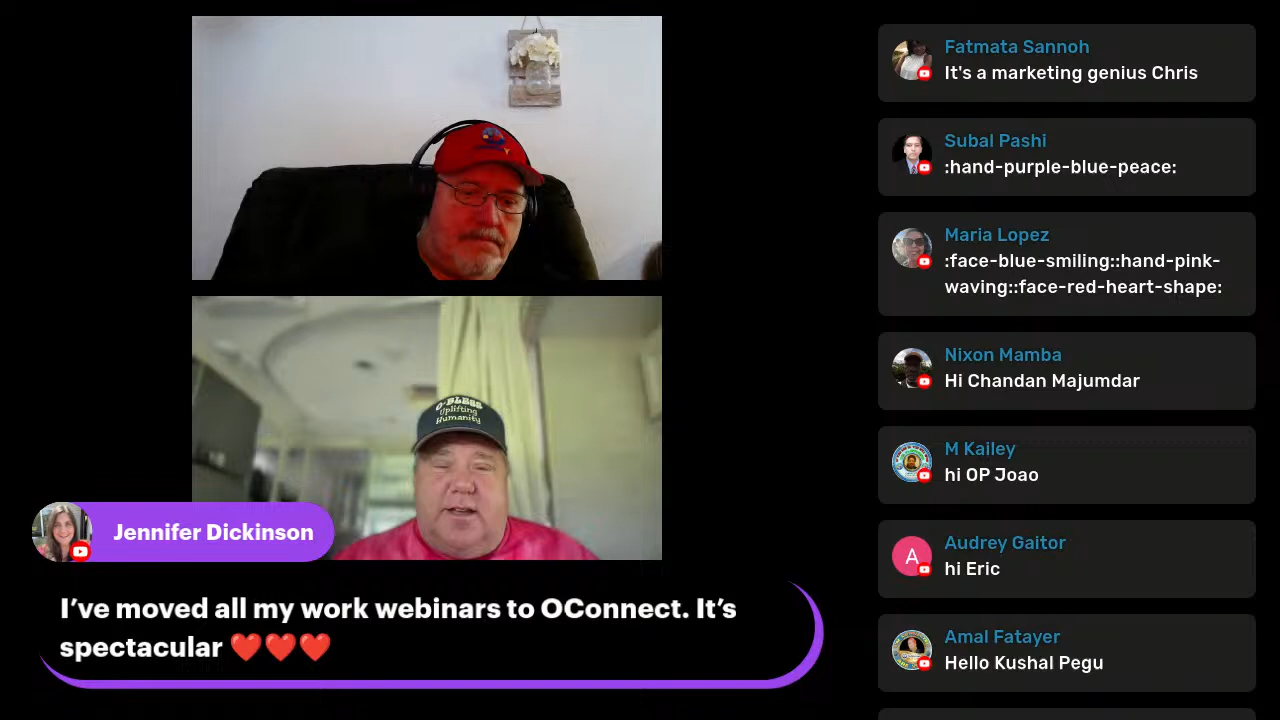 O-BLESS
Uplifting
Humanity
Jennifer Dickinson
I’ve moved all my work webinars to OConnect. It’s
spectacular ❤️❤️❤️
Fatmata Sannoh
It's a marketing genius Chris
Subal Pashi
:hand-purple-blue-peace:
Maria Lopez
:face-blue-smiling::hand-pink-
waving::face-red-heart-shape:
Nixon Mamba
Hi Chandan Majumdar
M Kailey
hi OP Joao
A
Audrey Gaitor
hi Eric
Amal Fatayer
Hello Kushal Pegu